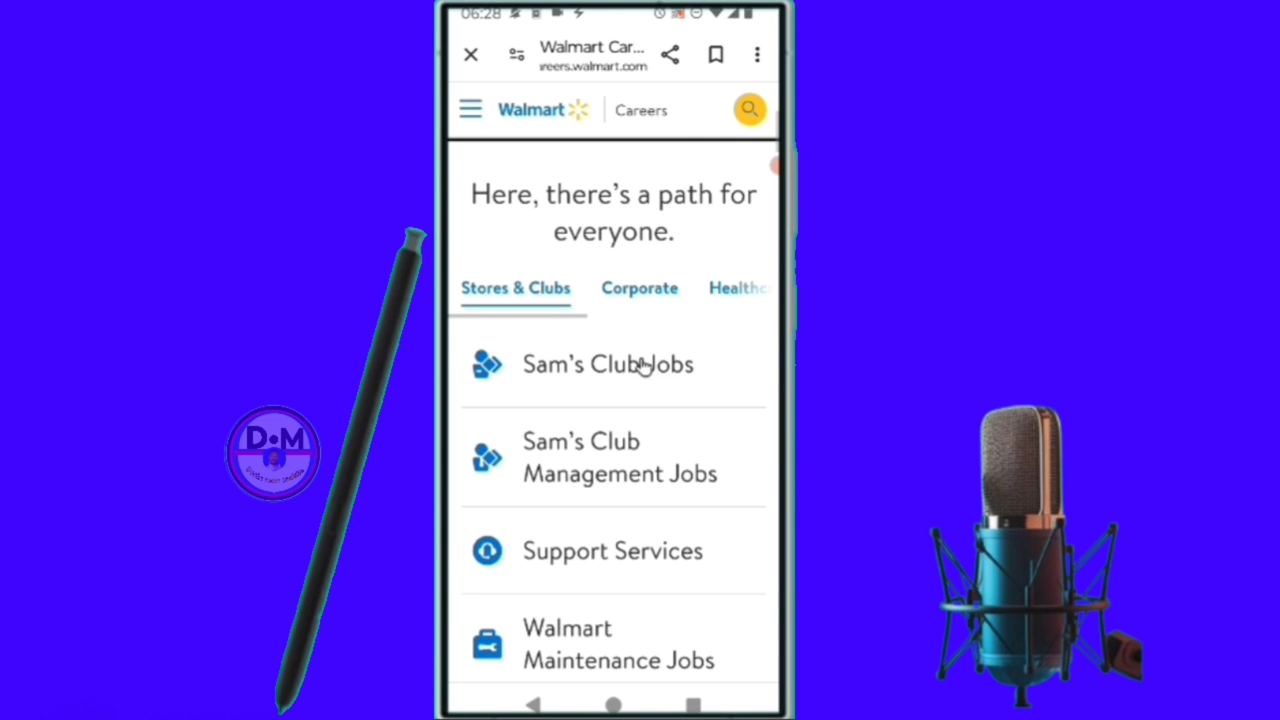 06:28
Walmart Car...
reers.walmart.com
Walmart
Careers
Here, there's a path for
everyone.
Stores & Clubs
Corporate
Healthc
Sam's Club Jobs
Sam's Club
Management Jobs
Support Services
Walmart
Maintenance Jobs
D•M